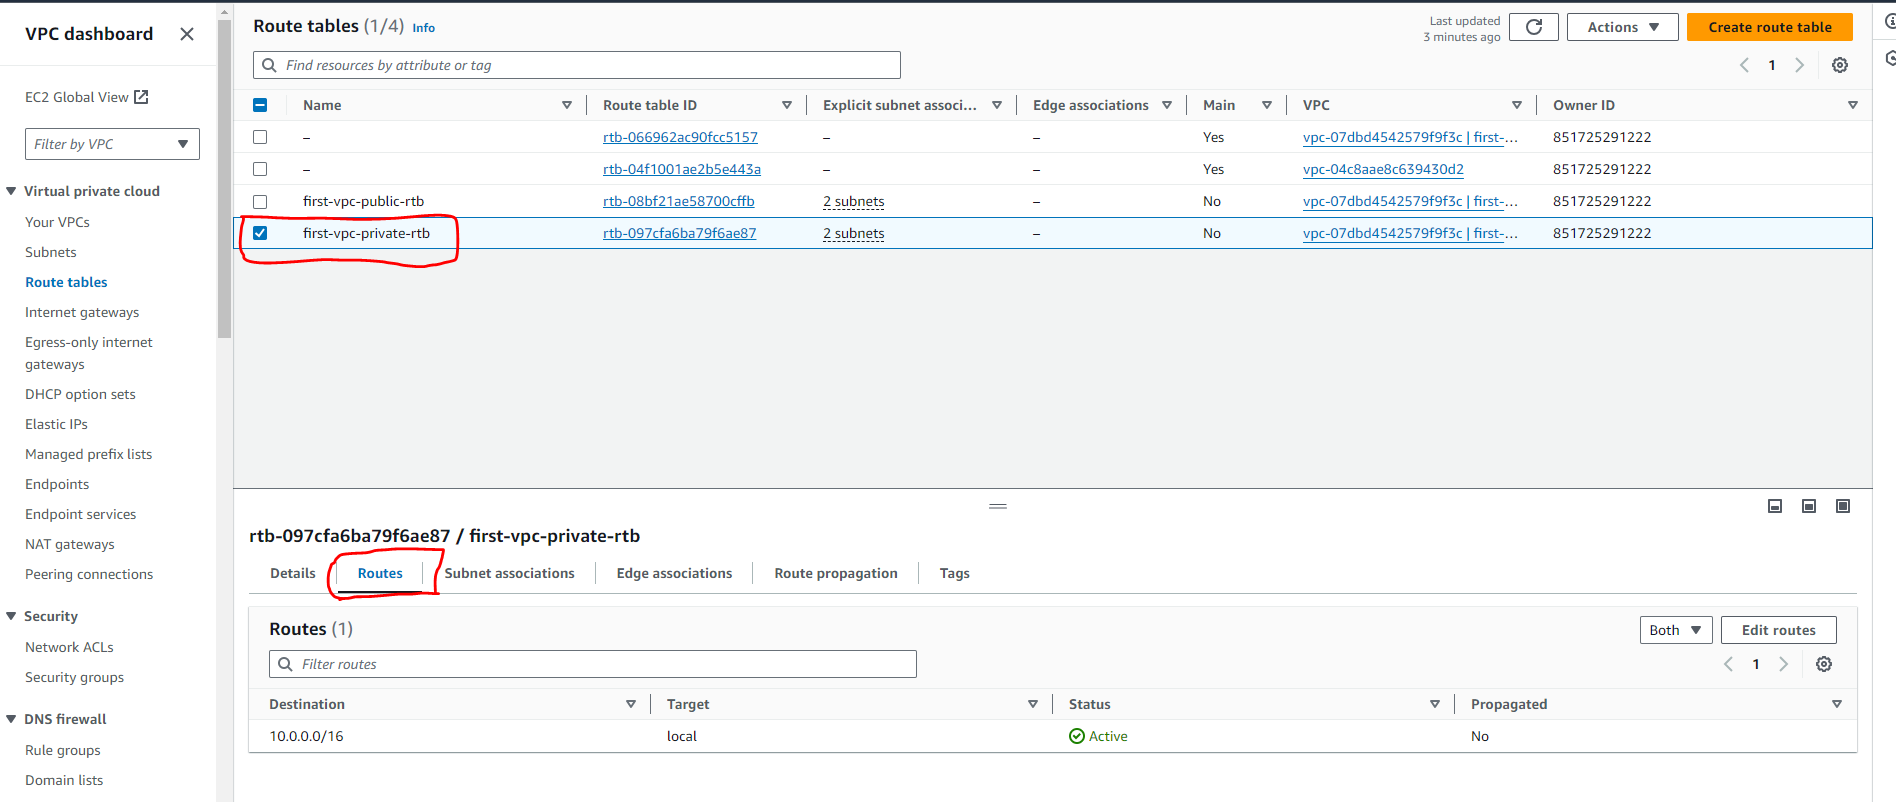 VPC dashboard
EC2 Global View
Filter by VPC
Virtual private cloud
Your VPCs
Subnets
Route tables
Internet gateways
Egress-only internet
gateways
DHCP option sets
Elastic IPs
Managed prefix lists
Endpoints
Endpoint services
NAT gateways
Peering connections
Security
Network ACLs
Security groups
DNS firewall
Rule groups
Domain lists
Route tables (1/4) Info
Last updated
3 minutes ago
Actions
Create route table
Find resources by attribute or tag
1
Name Route table ID Explicit subnet associ... Edge associations Main VPC Owner ID
– rtb-066962ac90fcc5157 – – Yes vpc-07dbd4542579f9f3c | first-... 851725291222
– rtb-04f1001ae2b5e443a – – Yes vpc-04c8aae8c639430d2 851725291222
first-vpc-public-rtb rtb-08bf21ae58700cffb 2 subnets – No vpc-07dbd4542579f9f3c | first-... 851725291222
first-vpc-private-rtb rtb-097cfa6ba79f6ae87 2 subnets – No vpc-07dbd4542579f9f3c | first-... 851725291222
rtb-097cfa6ba79f6ae87 / first-vpc-private-rtb
Details Routes Subnet associations Edge associations Route propagation Tags
Routes (1)
Both
Edit routes
Filter routes
1
Destination Target Status Propagated
10.0.0.0/16 local Active No